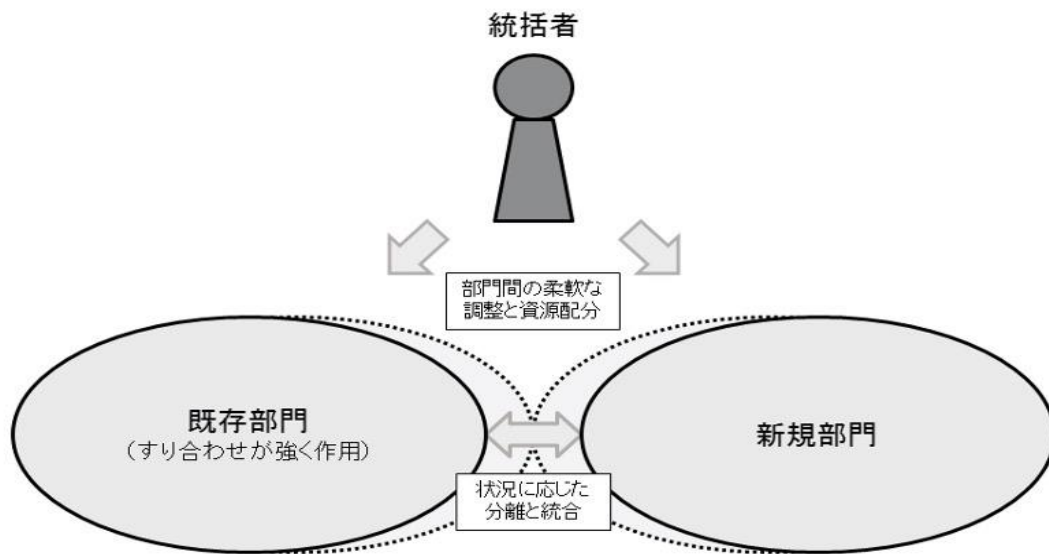 統括者
部門間の柔軟な
調整と資源配分
既存部門
(すり合わせが強く作用)
新規部門
状況に応じた
分離と統合